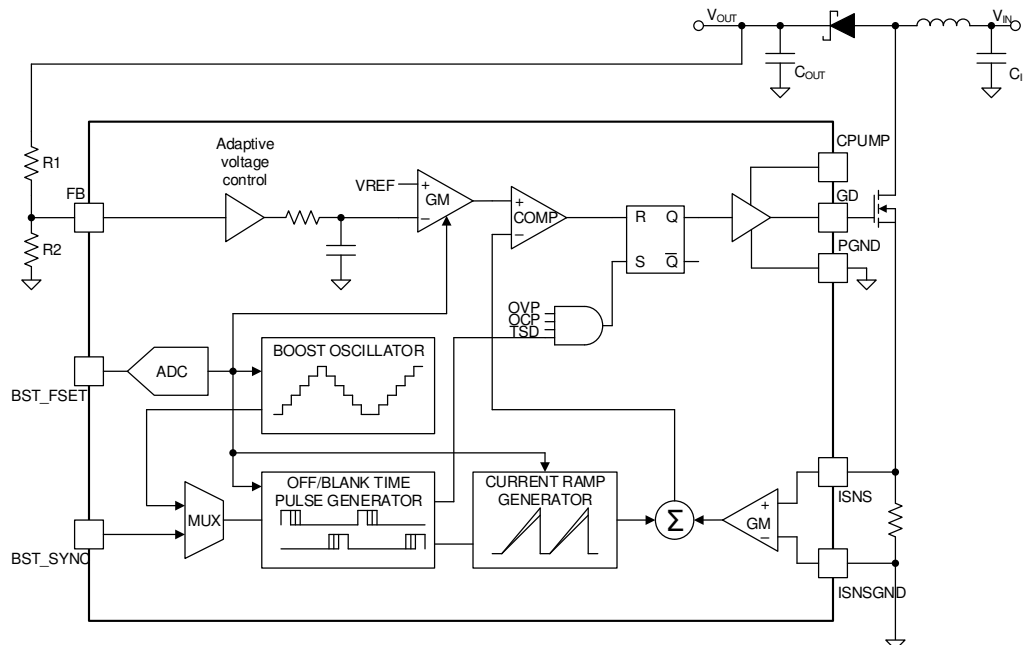 VOUT
VIN
COUT
CI
R1
R2
FB
Adaptive
voltage
control
VREF
+
GM
−
+
COMP
−
R Q
S Q
CPUMP
GD
PGND
OVP
OCP
TSD
BST_FSET
ADC
BOOST OSCILLATOR
BST_SYNC
MUX
OFF/BLANK TIME
PULSE GENERATOR
CURRENT RAMP
GENERATOR
Σ
+
GM
−
ISNS
ISNSGND